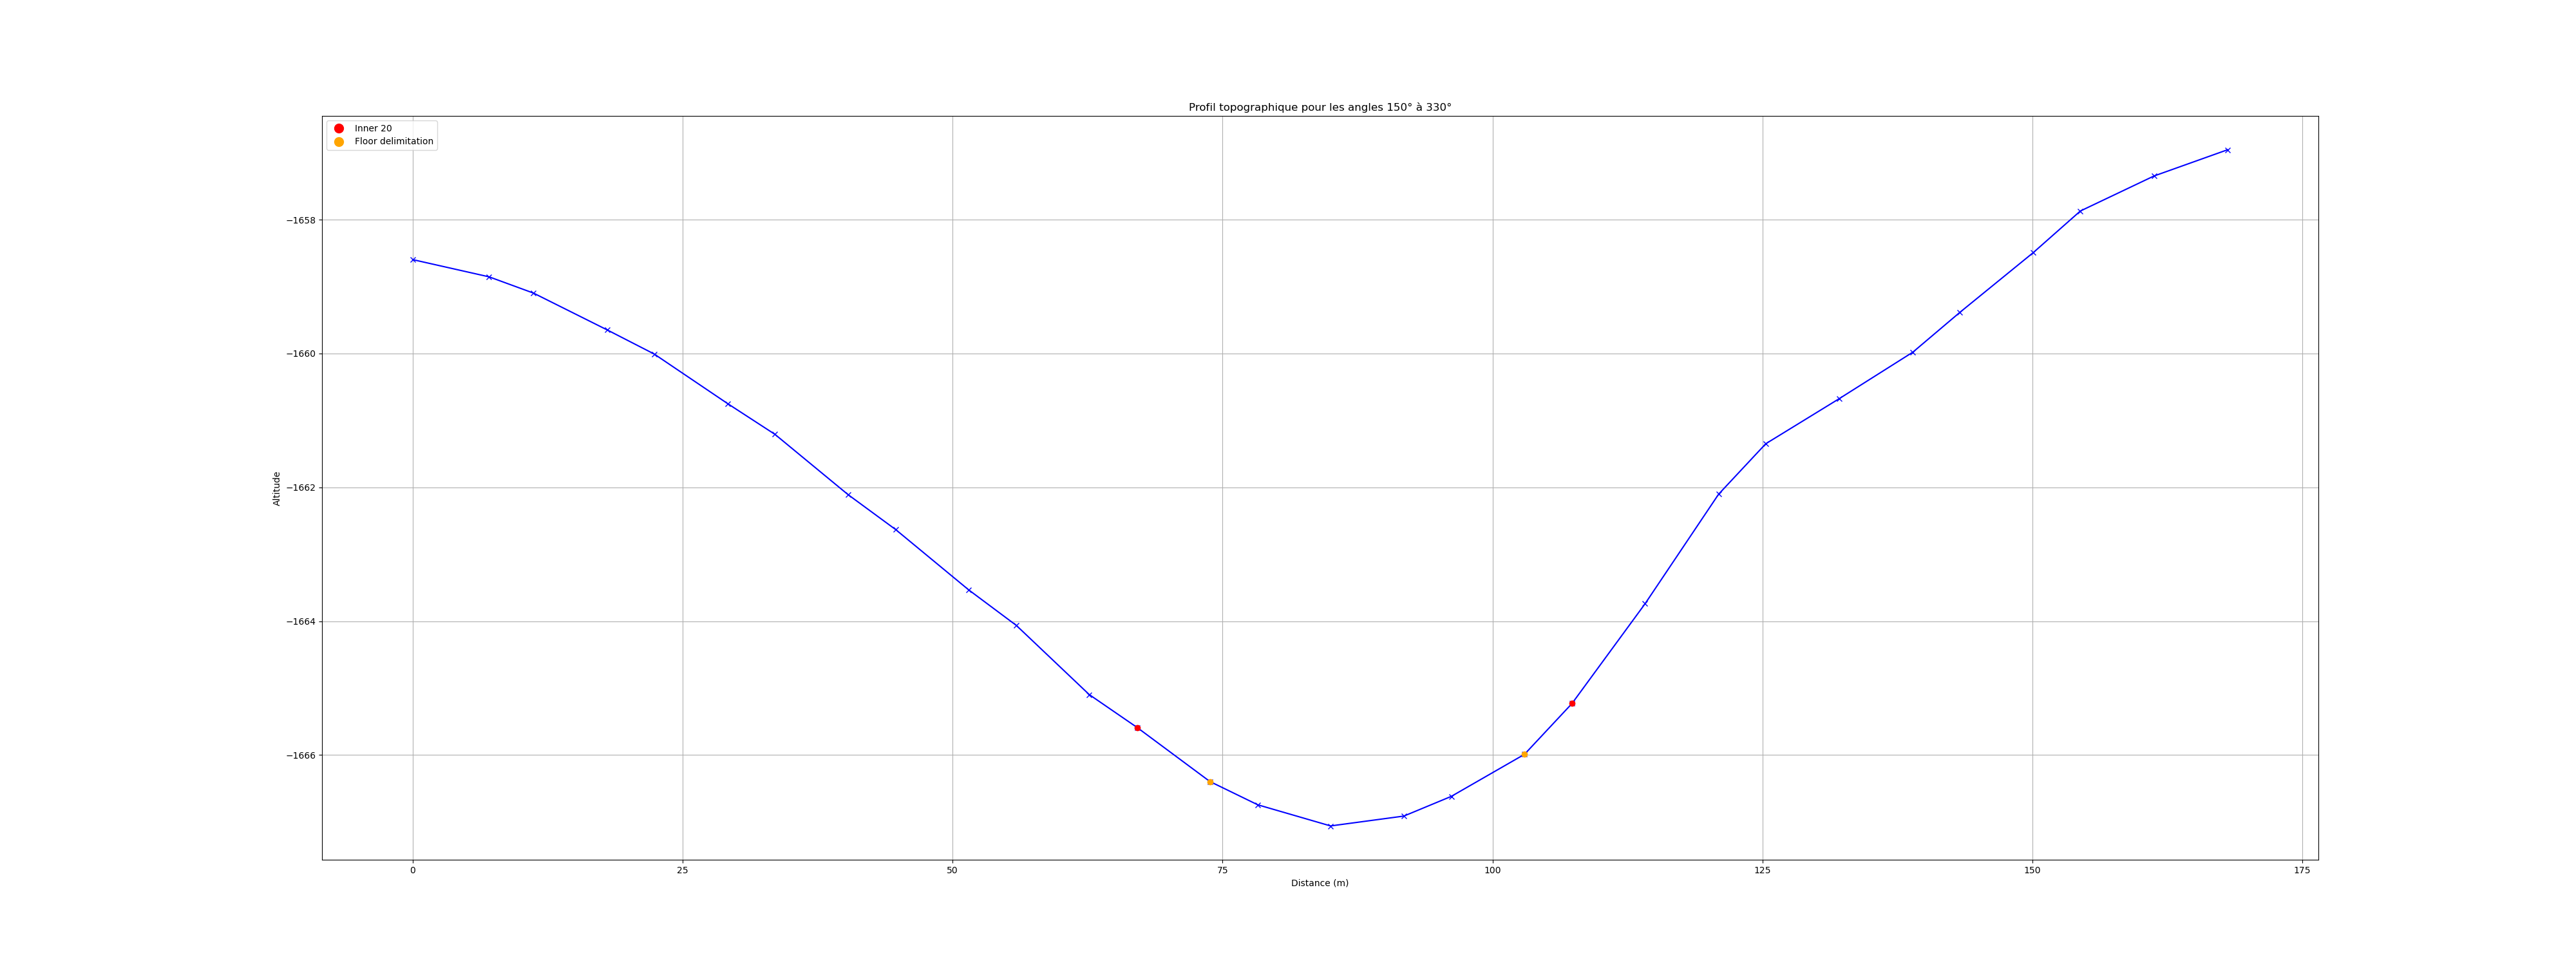 Profil topographique pour les angles 150° à 330°
Inner 20
Floor delimitation
Altitude
−1658
−1660
−1662
−1664
−1666
0 25 50 75 100 125 150 175
Distance (m)